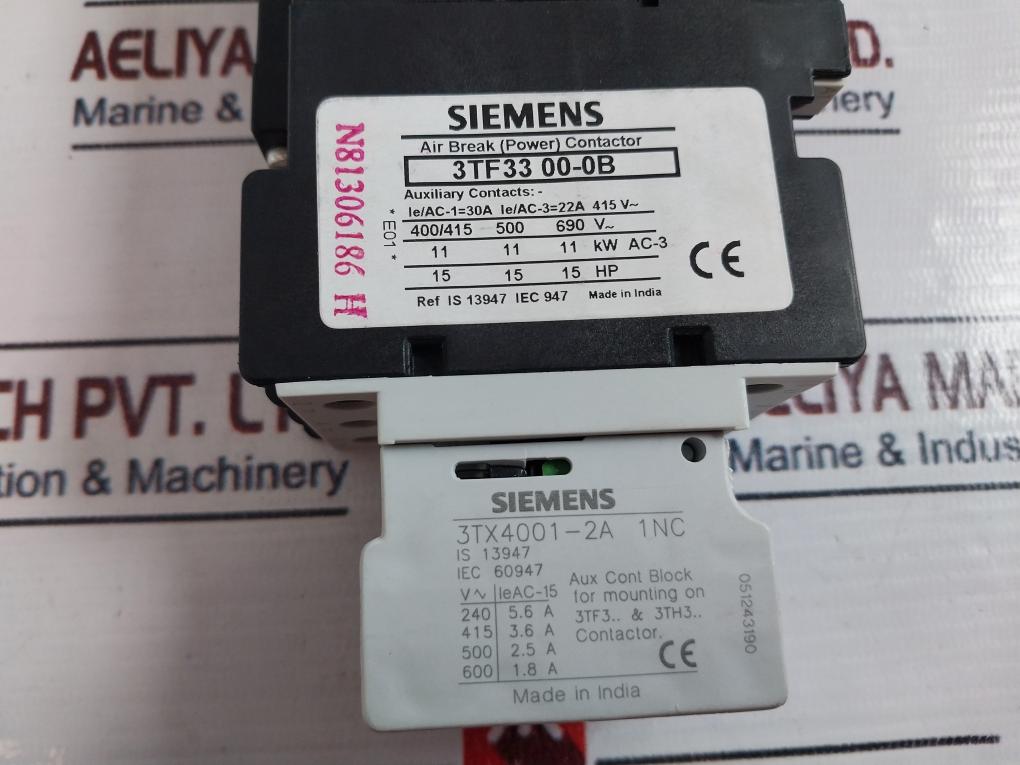 AELIYA
D.
Marine &
nery
SIEMENS
Air Break (Power) Contactor
3TF33 00-0B
Auxiliary Contacts: -
Ie/AC-1=30A Ie/AC-3=22A 415 V~
400/415 500 690 V~
11 11 11 kW AC-3
15 15 15 HP
Ref IS 13947 IEC 947 Made in India
CE
* E01 *
N81306186 H
CH PVT. LT
AELIYA MA
tion & Machinery
Marine & Indus
SIEMENS
3TX4001-2A 1NC
IS 13947
IEC 60947
V~ IeAC-15
240 5.6 A
415 3.6 A
500 2.5 A
600 1.8 A
Aux Cont Block
for mounting on
3TF3.. & 3TH3..
Contactor.
CE
051243190
Made in India